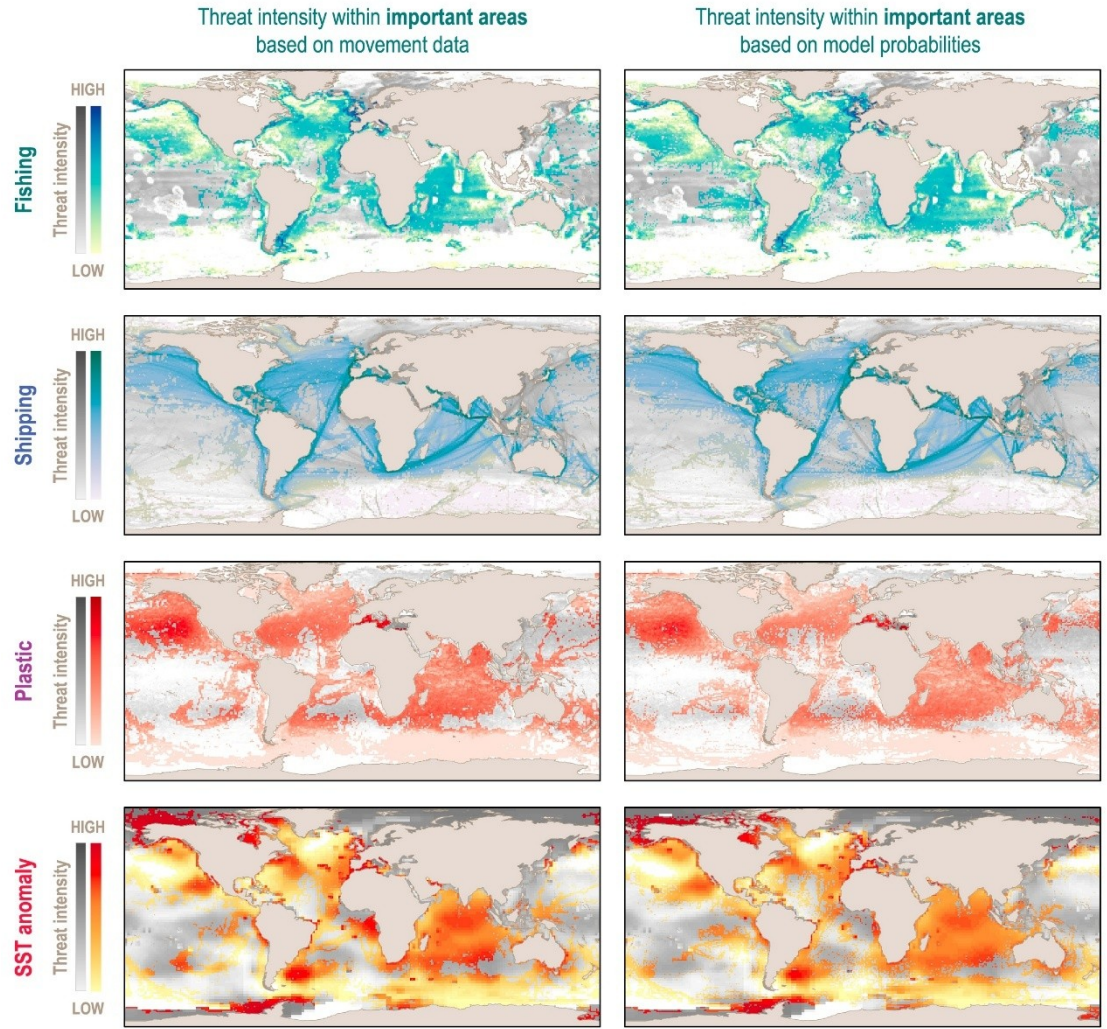 Threat intensity within important areas
based on movement data
Threat intensity within important areas
based on model probabilities
Fishing
Threat intensity
HIGH
LOW
Shipping
Threat intensity
HIGH
LOW
Plastic
Threat intensity
HIGH
LOW
SST anomaly
Threat intensity
HIGH
LOW